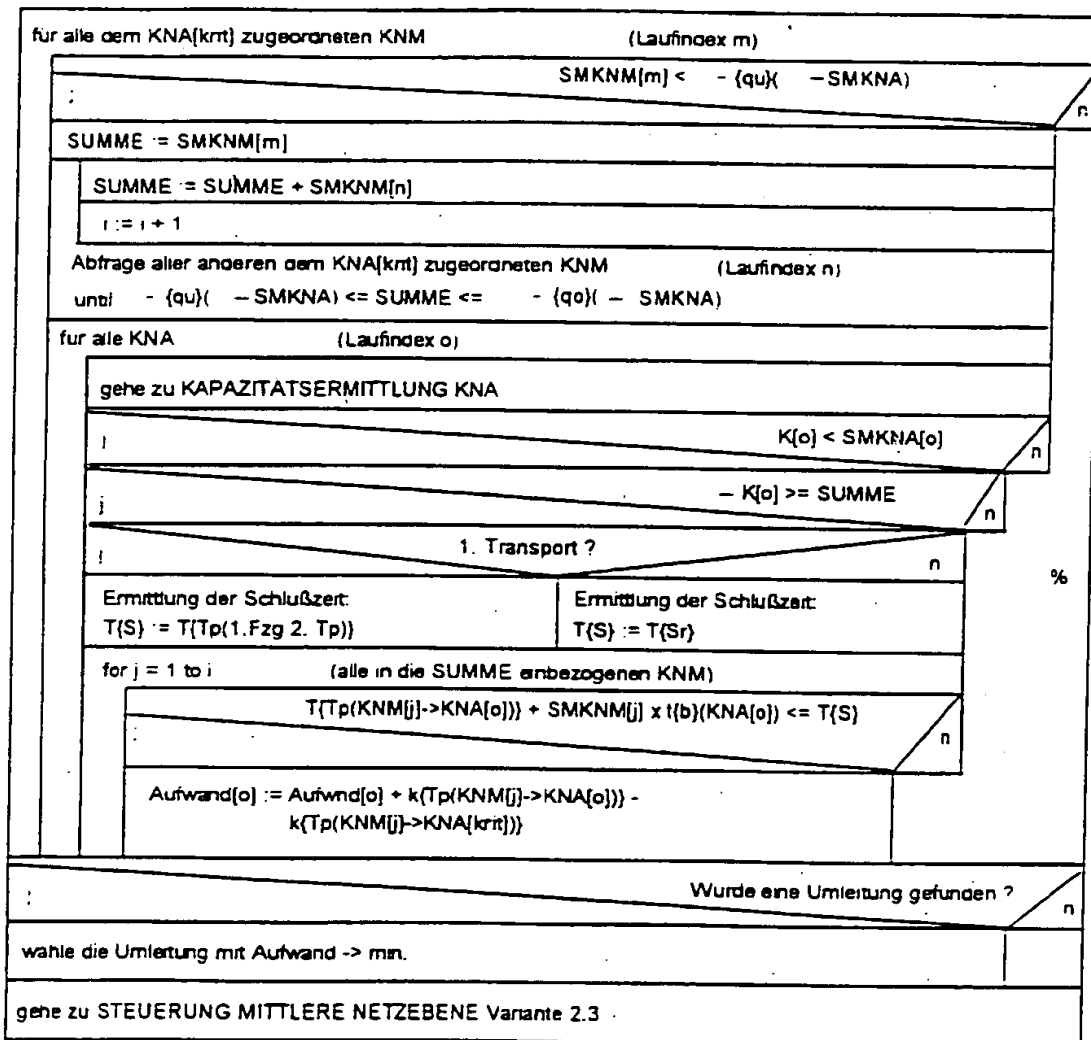 für alle dem KNA[krit] zugeordneten KNM (Laufindex m)
SMKNM[m] < - {qu}( - SMKNA)
n
SUMME := SMKNM[m]
SUMME := SUMME + SMKNM[n]
i := i + 1
Abfrage aller anderen dem KNA[krit] zugeordneten KNM (Laufindex n)
until - {qu}( - SMKNA) <= SUMME <= - {qo}( - SMKNA)
für alle KNA (Laufindex o)
gehe zu KAPAZITATSERMITTLUNG KNA
K[o] < SMKNA[o]
j n
- K[o] >= SUMME
j n
1. Transport ?
j n
%
Ermittlung der Schlußzeit: Ermittlung der Schlußzeit:
T{S} := T{Tp(1.Fzg 2. Tp)} T{S} := T{Sr}
for j = 1 to i (alle in die SUMME einbezogenen KNM)
T{Tp(KNM[j]->KNA[o])} + SMKNM[j] x t{b}(KNA[o]) <= T{S}
n
Aufwand[o] := Aufwnd[o] + k{Tp(KNM[j]->KNA[o])} -
k{Tp(KNM[j]->KNA[krit])}
Wurde eine Umleitung gefunden ?
n
wahle die Umleitung mit Aufwand -> min.
gehe zu STEUERUNG MITTLERE NETZEBENE Variante 2.3